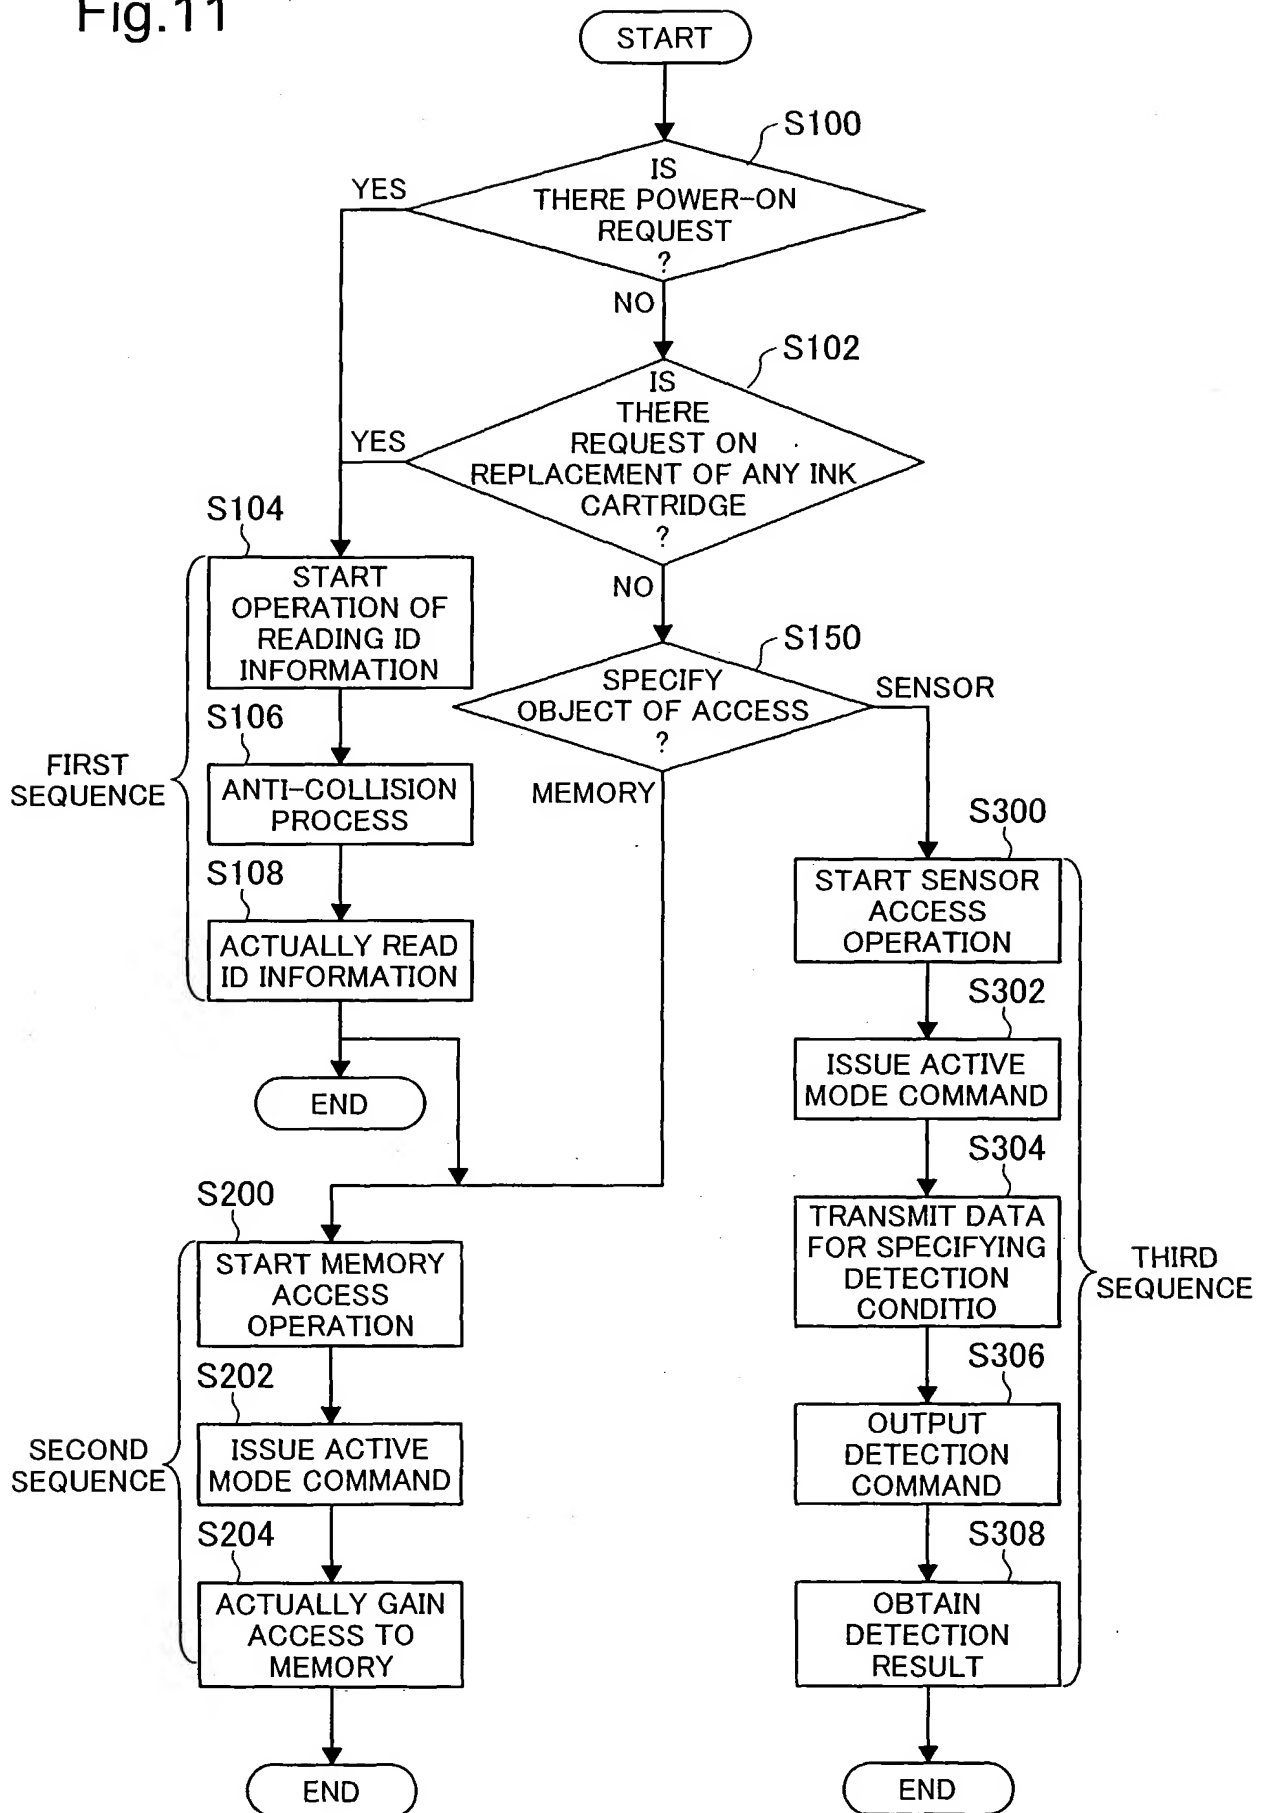 Fig.11
START
S100
IS
THERE POWER-ON
REQUEST
?
YES
NO
S102
IS
THERE
REQUEST ON
REPLACEMENT OF ANY INK
CARTRIDGE
?
YES
NO
S104
START
OPERATION OF
READING ID
INFORMATION
S150
SPECIFY
OBJECT OF ACCESS
?
SENSOR
MEMORY
S106
ANTI-COLLISION
PROCESS
FIRST
SEQUENCE
S108
ACTUALLY READ
ID INFORMATION
END
S200
START MEMORY
ACCESS
OPERATION
S202
ISSUE ACTIVE
MODE COMMAND
SECOND
SEQUENCE
S204
ACTUALLY GAIN
ACCESS TO
MEMORY
END
S300
START SENSOR
ACCESS
OPERATION
S302
ISSUE ACTIVE
MODE COMMAND
S304
TRANSMIT DATA
FOR SPECIFYING
DETECTION
CONDITIO
THIRD
SEQUENCE
S306
OUTPUT
DETECTION
COMMAND
S308
OBTAIN
DETECTION
RESULT
END